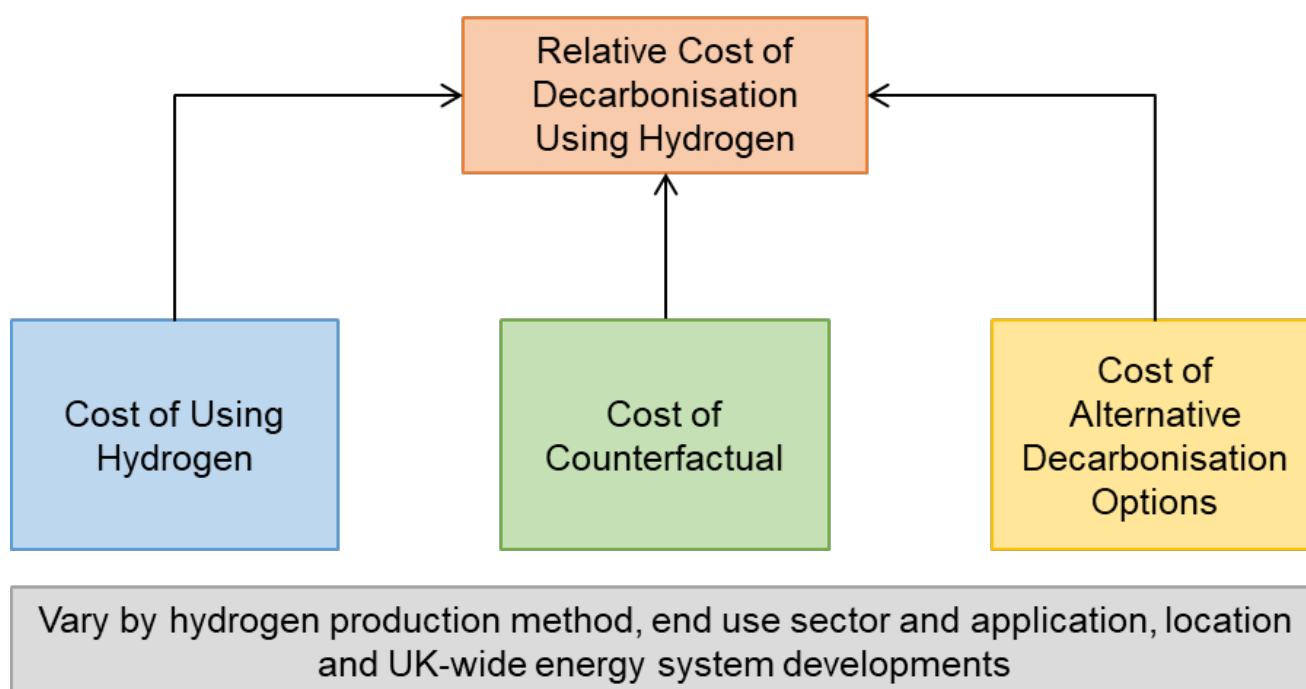 Relative Cost of
Decarbonisation
Using Hydrogen
Cost of Using
Hydrogen
Cost of
Counterfactual
Cost of
Alternative
Decarbonisation
Options
Vary by hydrogen production method, end use sector and application, location
and UK-wide energy system developments